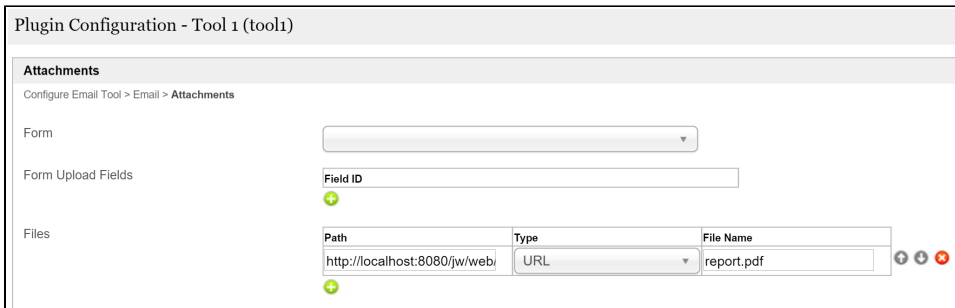 Plugin Configuration - Tool 1 (tool1)
Attachments
Configure Email Tool > Email > Attachments
Form
Form Upload Fields
Field ID
Files
Path Type File Name
http://localhost:8080/jw/web/ URL report.pdf